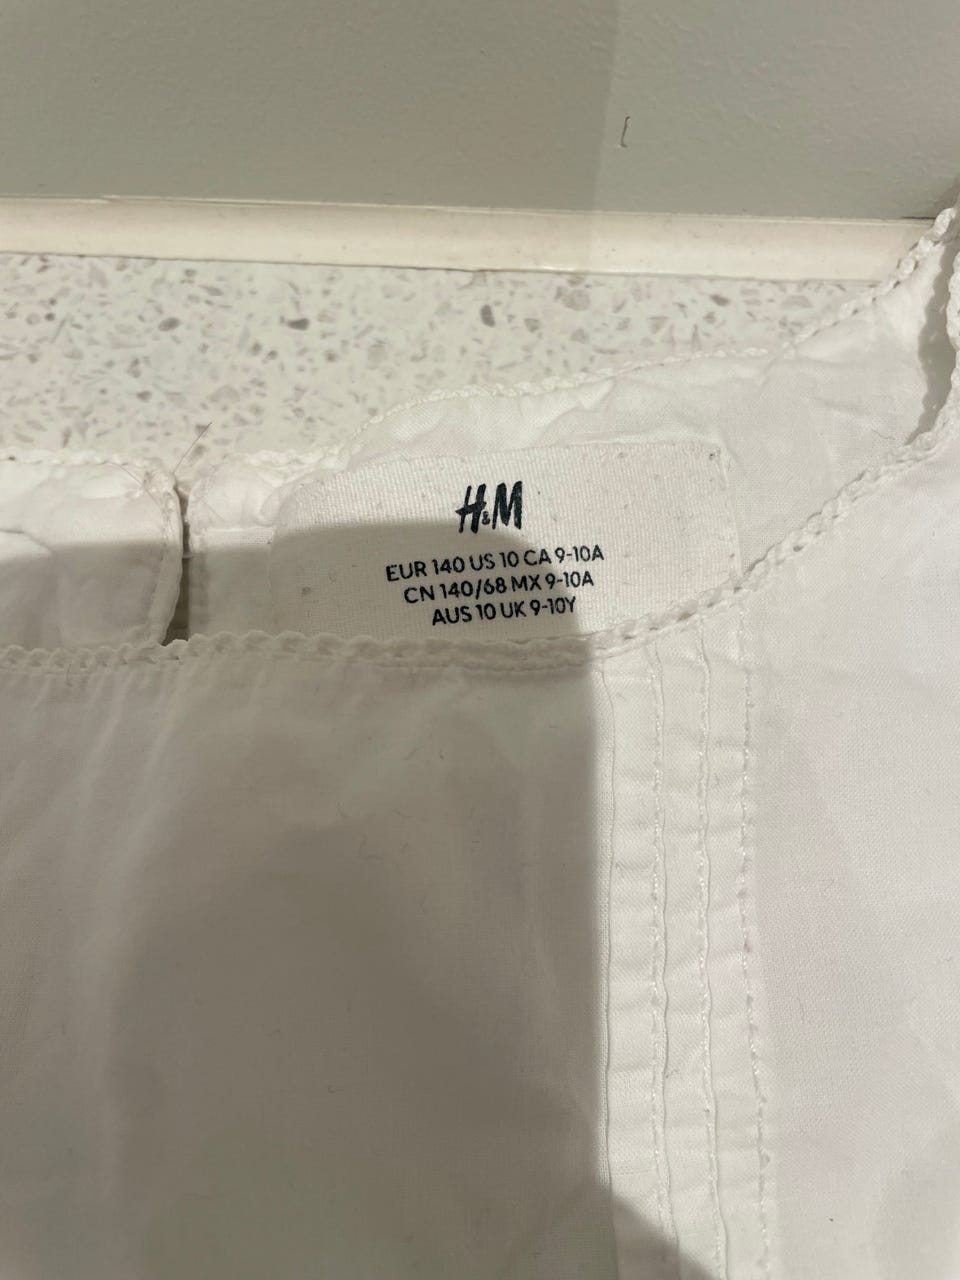 H&M
EUR 140 US 10 CA 9-10A
CN 140/68 MX 9-10A
AUS 10 UK 9-10Y